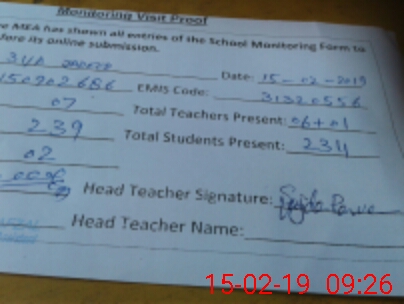 Monitoring Visit Proof
e MEA has shown all entries of the School Monitoring Form to
fore its online submission.
Date: 15-02-2019
150202686 EMIS Code: 31320556
07 Total Teachers Present: 06+01
239 Total Students Present: 234
02
Head Teacher Signature:
Head Teacher Name:
15-02-19 09:26